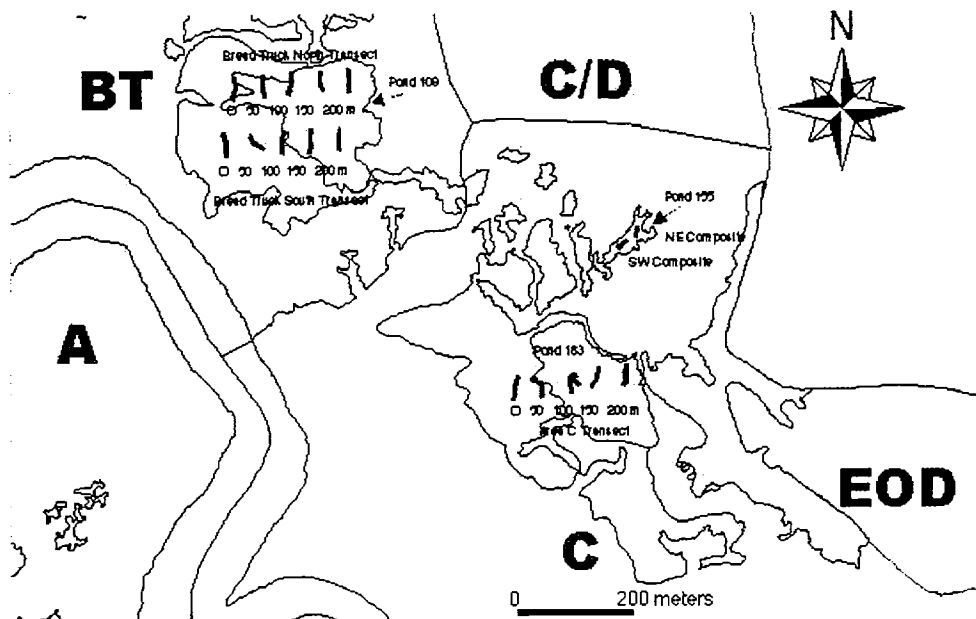 N
BT
Breed Truck North Transect
Pond 109
C/D
0 50 100 150 200 m
0 50 100 150 200 m
Breed Truck South Transect
Pond 155
NE Composite
SW Composite
A
Pond 183
0 50 100 150 200 m
Area C Transect
EOD
C
0 200 meters